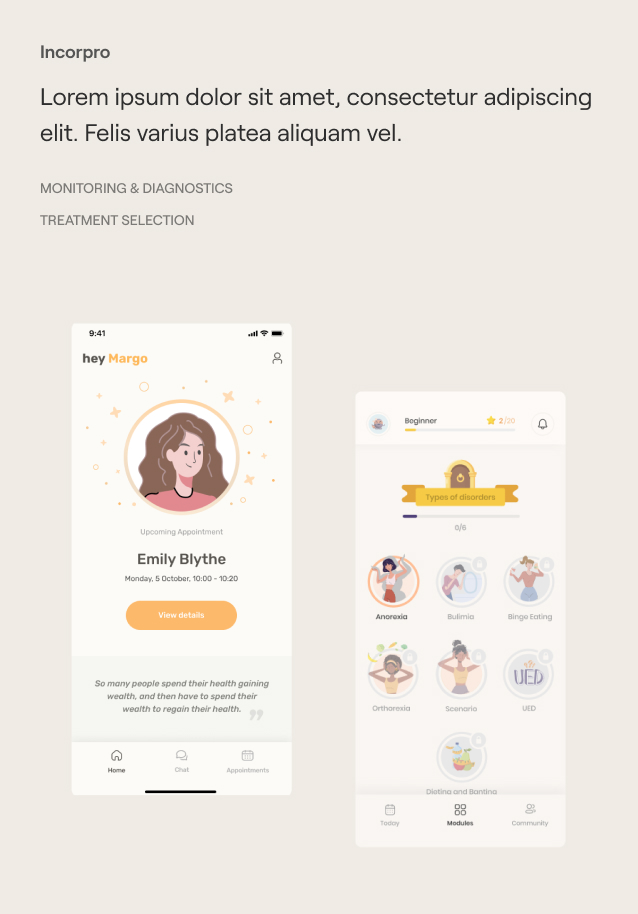 Incorpro
Lorem ipsum dolor sit amet, consectetur adipiscing
elit. Felis varius platea aliquam vel.
MONITORING & DIAGNOSTICS
TREATMENT SELECTION
9:41
hey Margo
Upcoming Appointment
Emily Blythe
Monday, 5 October, 10:00 - 10:20
View details
So many people spend their health gaining
wealth, and then have to spend their
wealth to regain their health.
Home
Chat
Appointments
Beginner
2/20
Types of disorders
0/6
Anorexia
Bulimia
Binge Eating
Orthorexia
Scenario
UED
UED
Dieting and Banting
Today
Modules
Community